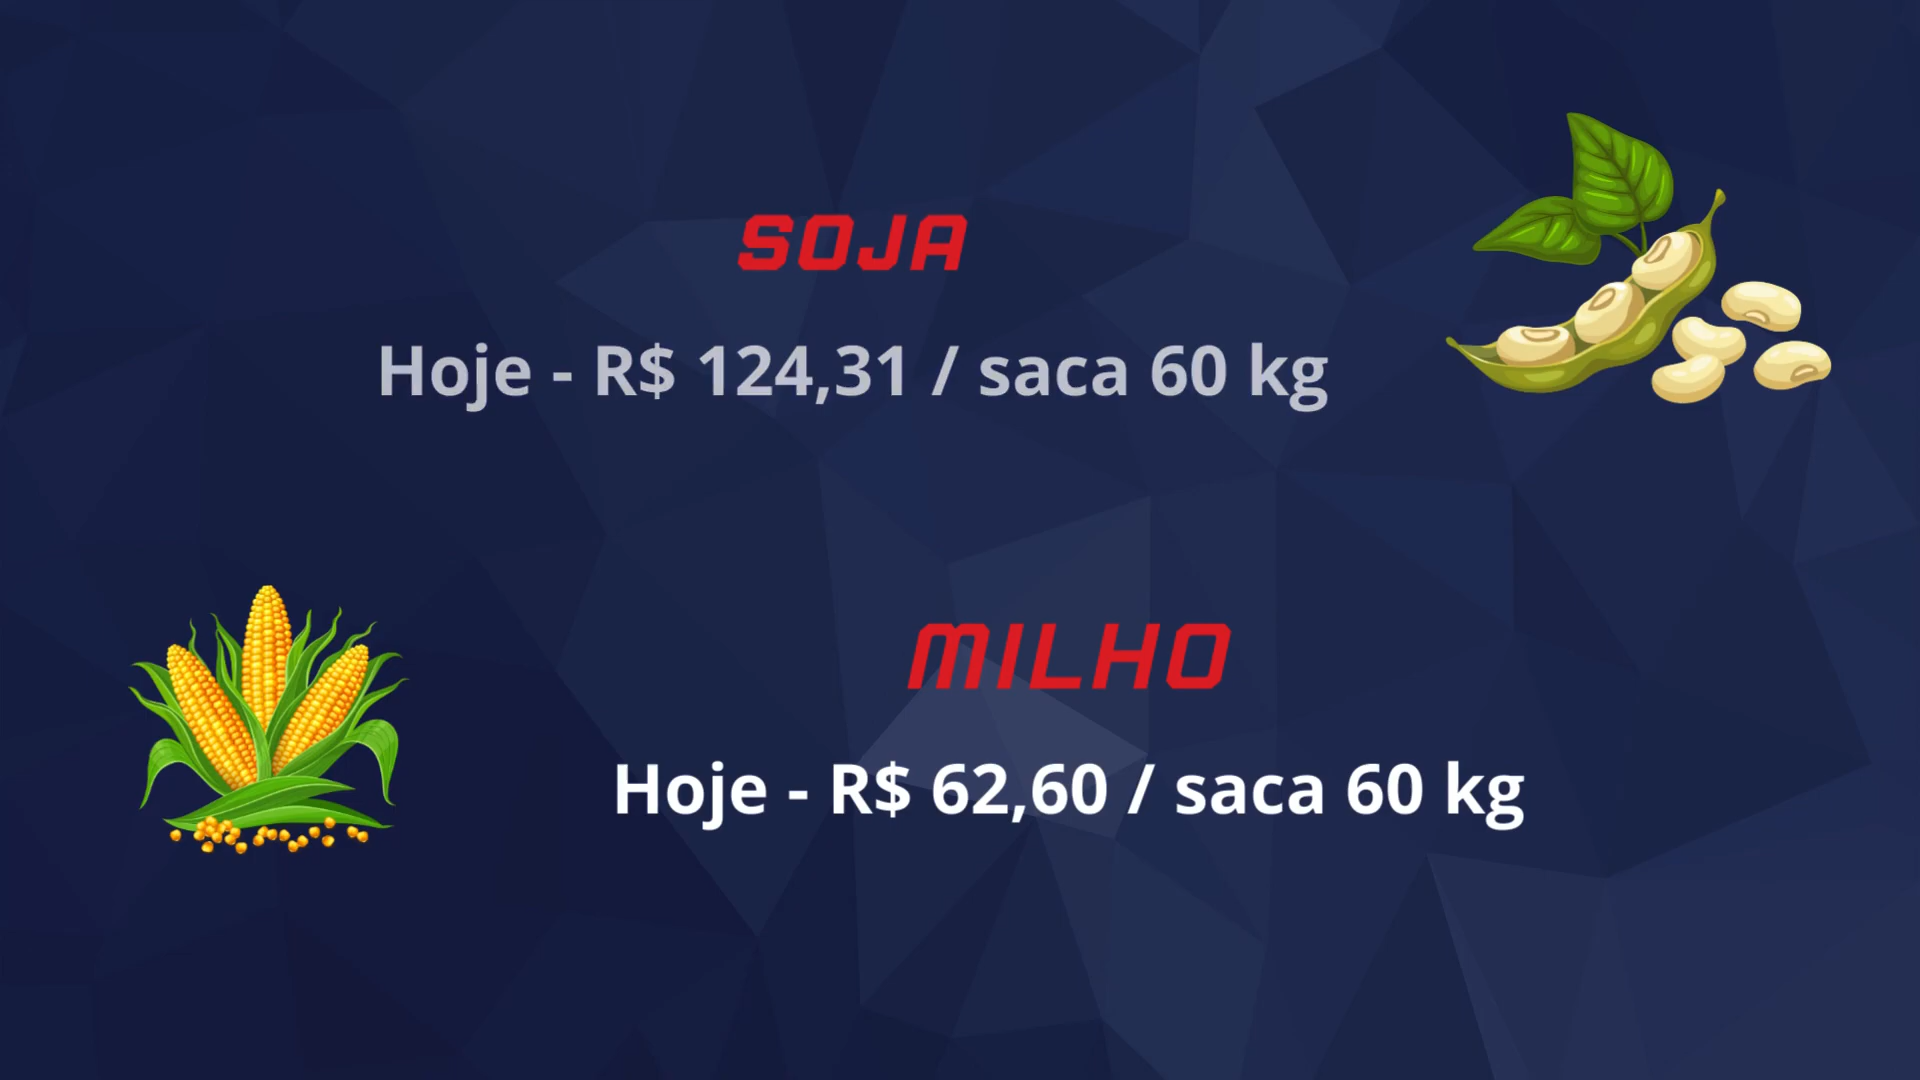 SOJA
Hoje - R$ 124,31 / saca 60 kg
MILHO
Hoje - R$ 62,60 / saca 60 kg